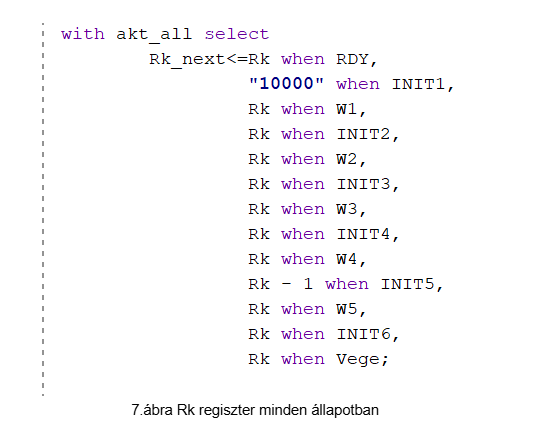 with akt_all select
Rk_next<=Rk when RDY,
"10000" when INIT1,
Rk when W1,
Rk when INIT2,
Rk when W2,
Rk when INIT3,
Rk when W3,
Rk when INIT4,
Rk when W4,
Rk - 1 when INIT5,
Rk when W5,
Rk when INIT6,
Rk when Vege;
7.ábra Rk regiszter minden állapotban